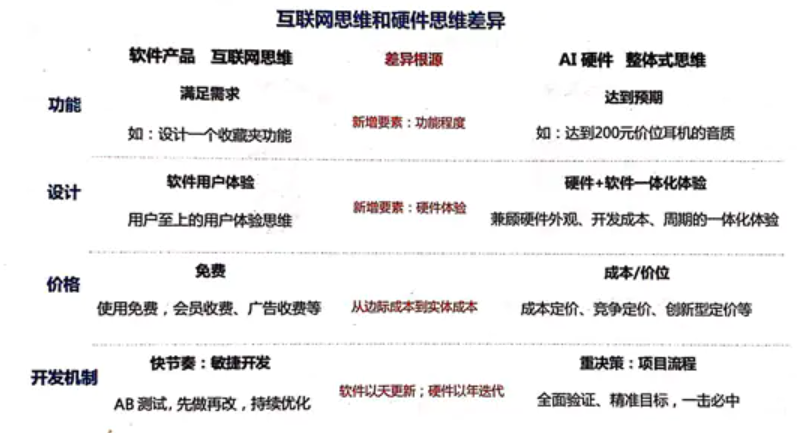 互联网思维和硬件思维差异
软件产品 互联网思维 差异根源 AI 硬件 整体式思维
功能
满足需求 达到预期
如：设计一个收藏夹功能 新增要素：功能程度 如：达到200元价位耳机的音质
设计
软件用户体验 硬件+软件一体化体验
用户至上的用户体验思维 新增要素：硬件体验 兼顾硬件外观、开发成本、周期的一体化体验
价格
免费 成本/价位
使用免费，会员收费、广告收费等 从边际成本到实体成本 成本定价、竞争定价、创新型定价等
开发机制
快节奏：敏捷开发 重决策：项目流程
AB 测试，先做再改，持续优化 软件以天更新；硬件以年迭代 全面验证、精准目标，一击必中